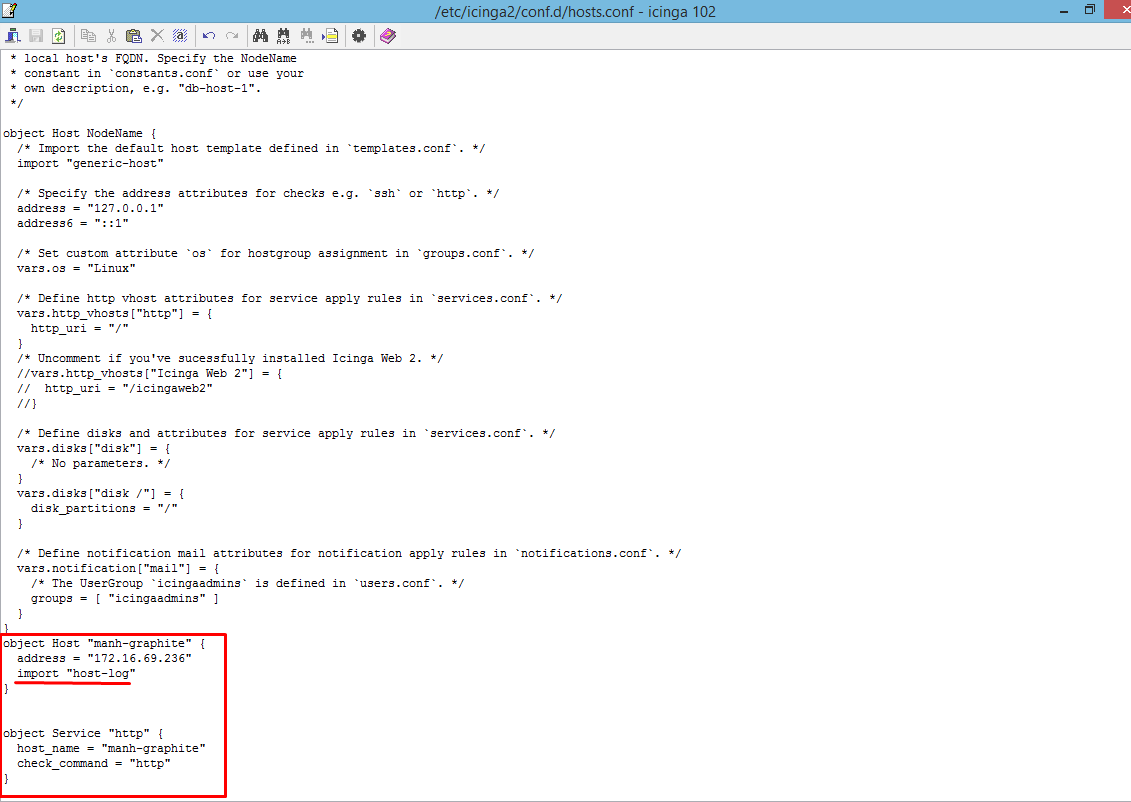 /etc/icinga2/conf.d/hosts.conf - icinga 102
 * local host's FQDN. Specify the NodeName
 * constant in `constants.conf` or use your
 * own description, e.g. "db-host-1".
 */
object Host NodeName {
  /* Import the default host template defined in `templates.conf`. */
  import "generic-host"
  /* Specify the address attributes for checks e.g. `ssh` or `http`. */
  address = "127.0.0.1"
  address6 = "::1"
  /* Set custom attribute `os` for hostgroup assignment in `groups.conf`. */
  vars.os = "Linux"
  /* Define http vhost attributes for service apply rules in `services.conf`. */
  vars.http_vhosts["http"] = {
    http_uri = "/"
  }
  /* Uncomment if you've sucessfully installed Icinga Web 2. */
  //vars.http_vhosts["Icinga Web 2"] = {
  //  http_uri = "/icingaweb2"
  //}
  /* Define disks and attributes for service apply rules in `services.conf`. */
  vars.disks["disk"] = {
    /* No parameters. */
  }
  vars.disks["disk /"] = {
    disk_partitions = "/"
  }
  /* Define notification mail attributes for notification apply rules in `notifications.conf`. */
  vars.notification["mail"] = {
    /* The UserGroup `icingaadmins` is defined in `users.conf`. */
    groups = [ "icingaadmins" ]
  }
}
object Host "manh-graphite" {
  address = "172.16.69.236"
  import "host-log"
}
object Service "http" {
  host_name = "manh-graphite"
  check_command = "http"
}